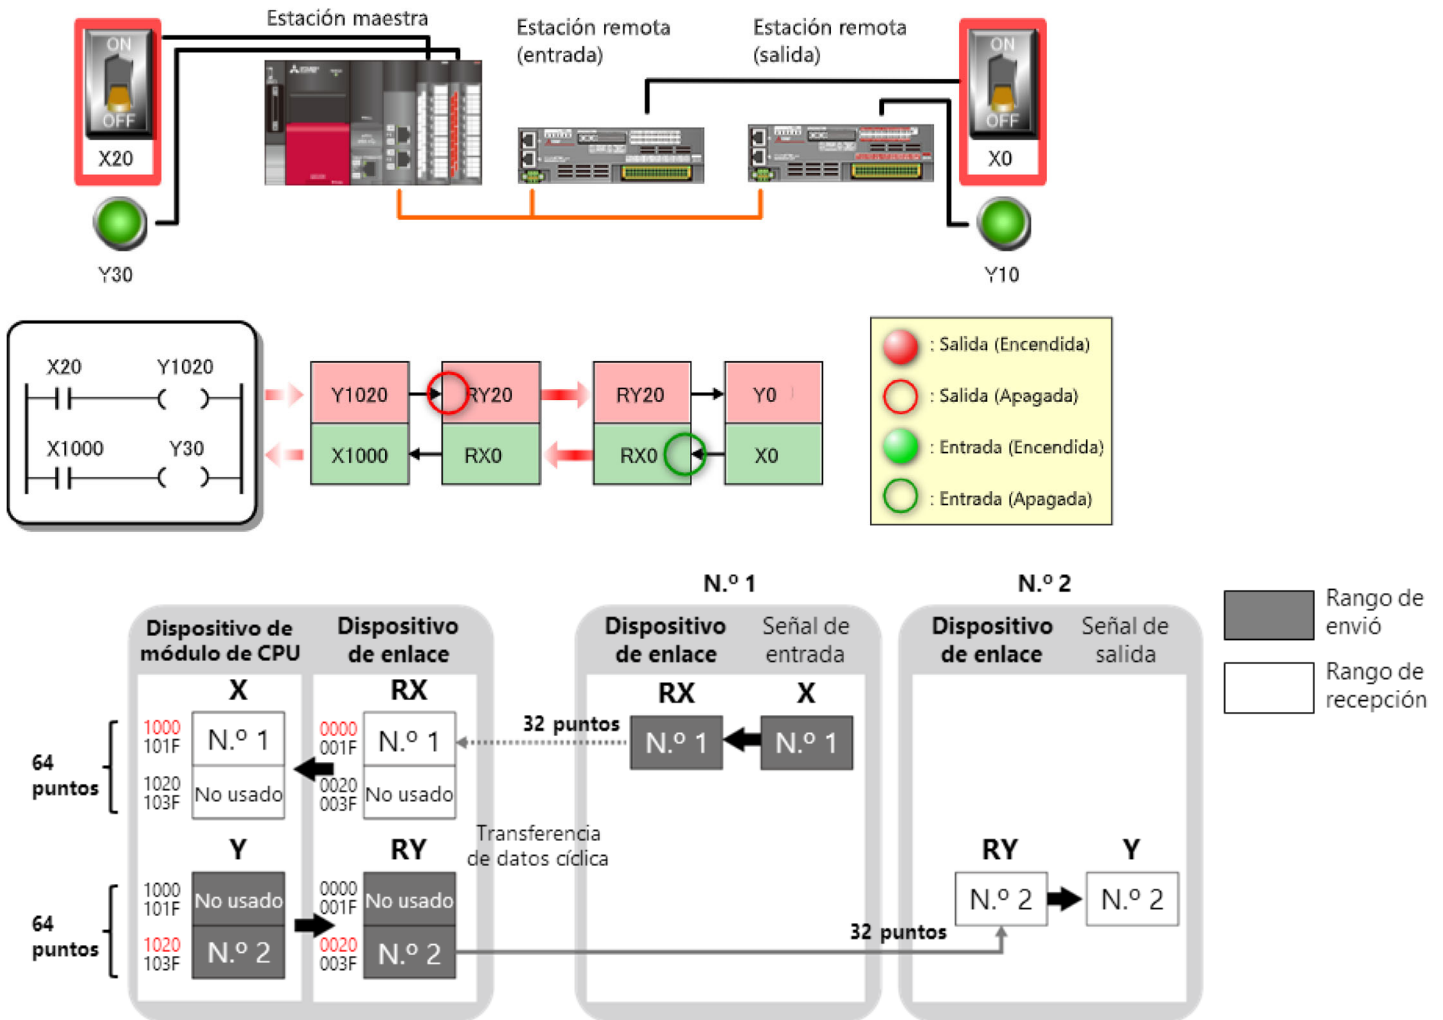 Estación maestra
Estación remota
(entrada)
Estación remota
(salida)
ON
OFF
X20
Y30
ON
OFF
X0
Y10
X20 Y1020
X1000 Y30
Y1020 RY20 RY20 Y0
X1000 RX0 RX0 X0
: Salida (Encendida)
: Salida (Apagada)
: Entrada (Encendida)
: Entrada (Apagada)
N.º 1
N.º 2
Dispositivo de
módulo de CPU
Dispositivo
de enlace
Dispositivo
de enlace
Señal de
entrada
Dispositivo
de enlace
Señal de
salida
Rango de
envió
Rango de
recepción
X
RX
RX
X
64
puntos
1000
101F
N.º 1
0000
001F
N.º 1
32 puntos
N.º 1
N.º 1
1020
103F
No usado
0020
003F
No usado
Transferencia
de datos cíclica
Y
RY
RY
Y
64
puntos
1000
101F
No usado
0000
001F
No usado
N.º 2
N.º 2
1020
103F
N.º 2
0020
003F
N.º 2
32 puntos